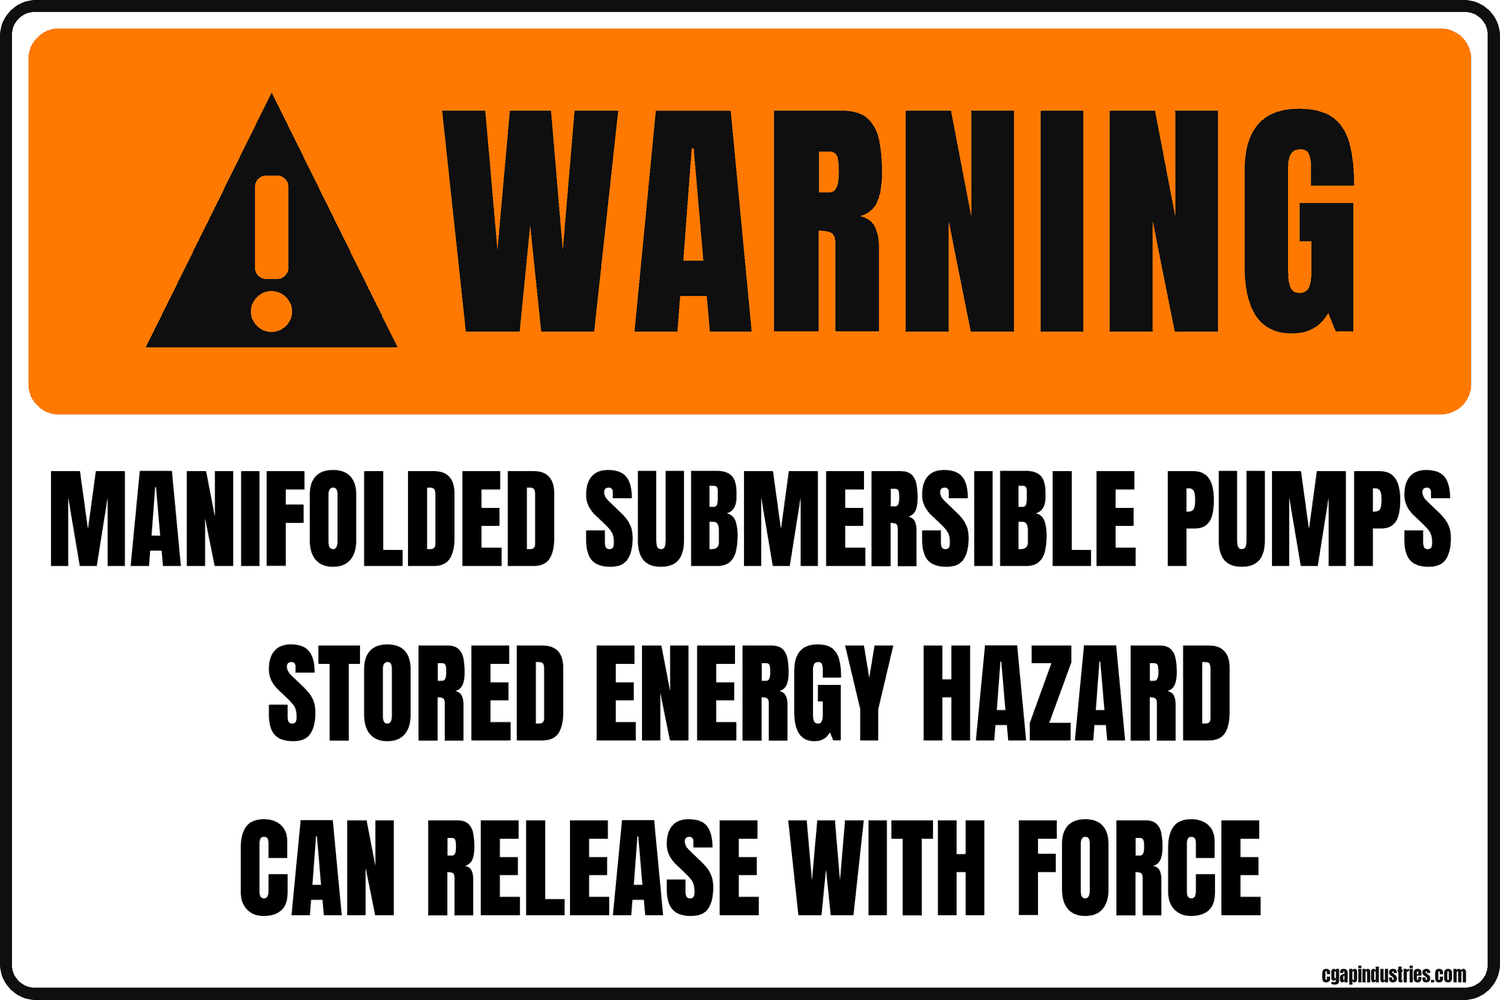 WARNING
MANIFOLDED SUBMERSIBLE PUMPS
STORED ENERGY HAZARD
CAN RELEASE WITH FORCE
cgapindustries.com